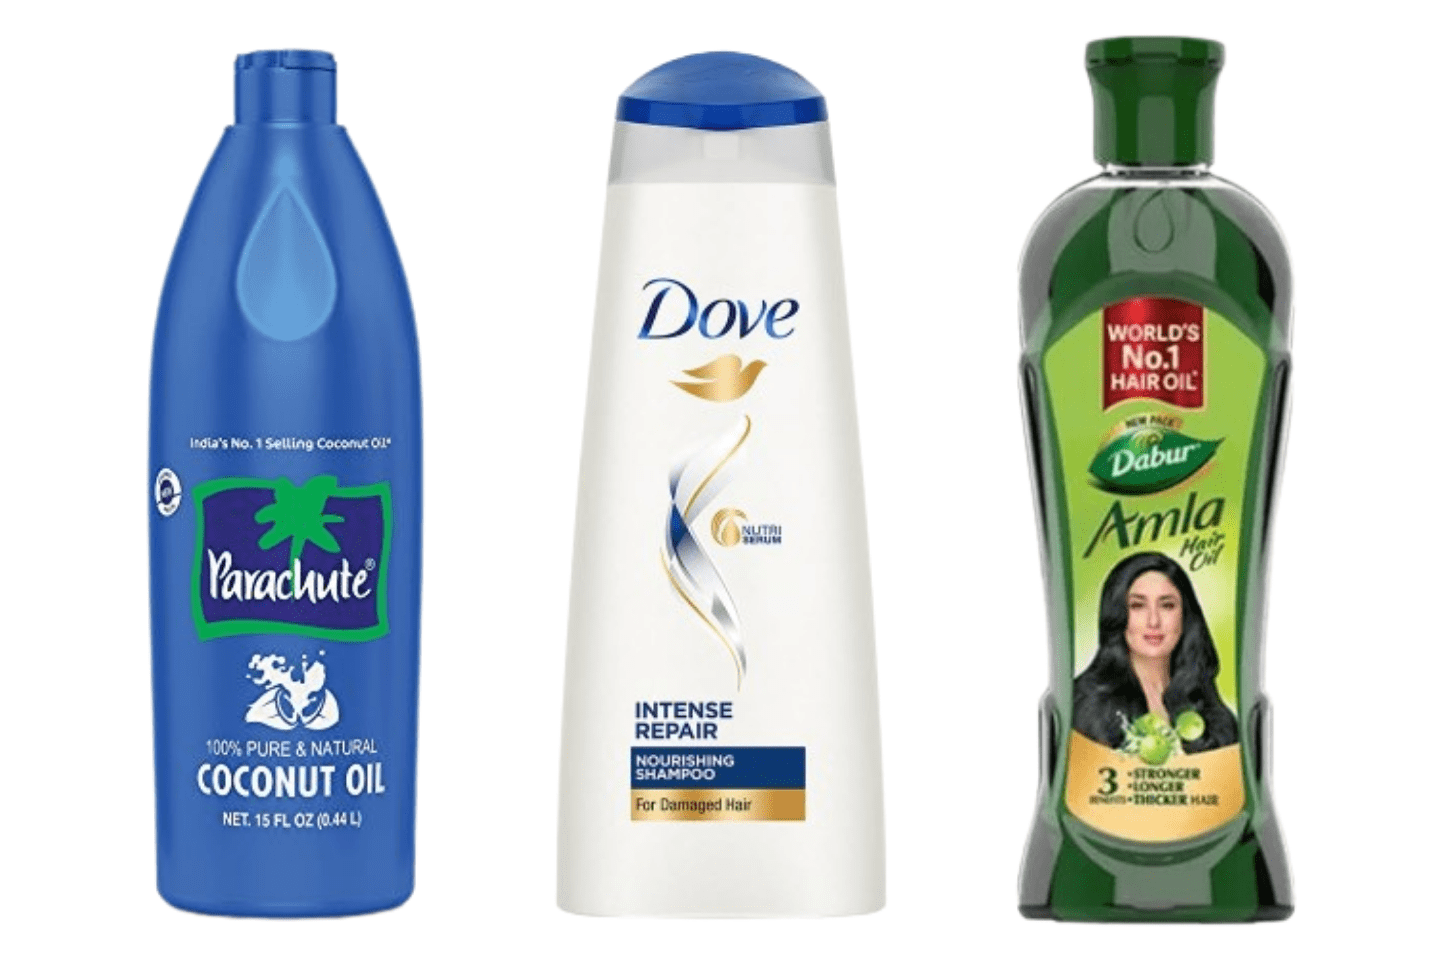 India's No. 1 Selling Coconut Oil*
Parachute®
100% PURE & NATURAL
COCONUT OIL
NET. 15 FL OZ (0.44 L)
Dove
NUTRI
SERUM
INTENSE
REPAIR
NOURISHING
SHAMPOO
For Damaged Hair
WORLD'S
No.1
HAIR OIL*
NEW PACK
Dabur
Amla
Hair
Oil
3
BENEFITS
•STRONGER
•LONGER
•THICKER HAIR